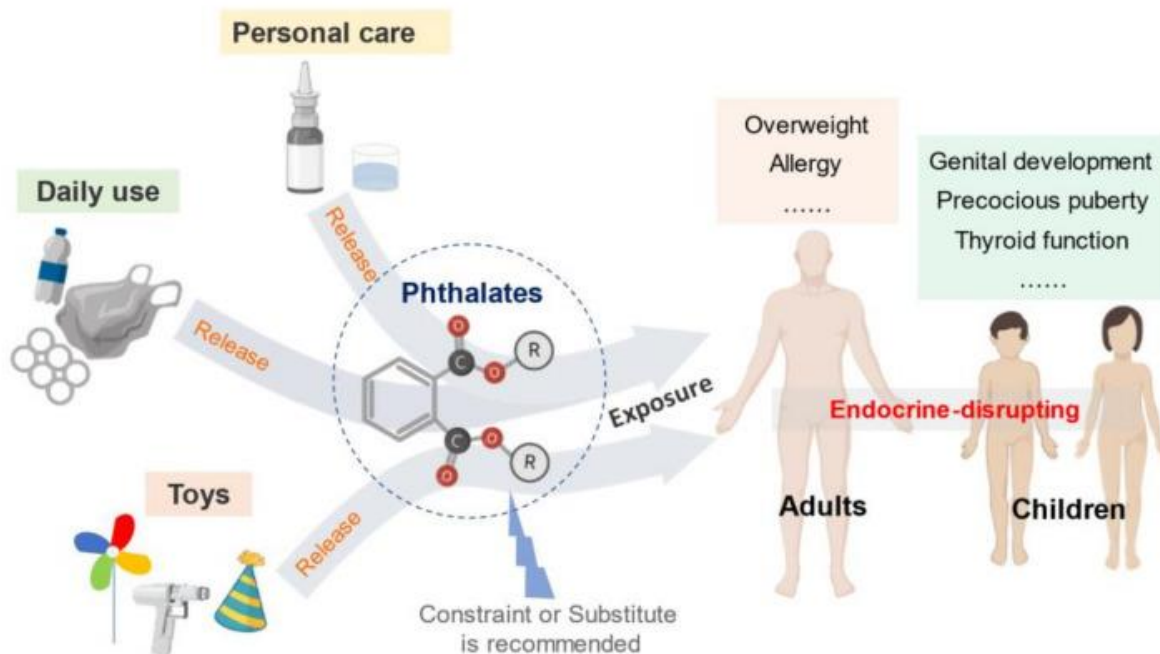 Personal care
Daily use
Toys
Release
Release
Release
Phthalates
O
C
O
R
C
O
O
R
Exposure
Constraint or Substitute
is recommended
Overweight
Allergy
......
Genital development
Precocious puberty
Thyroid function
......
Endocrine-disrupting
Adults
Children